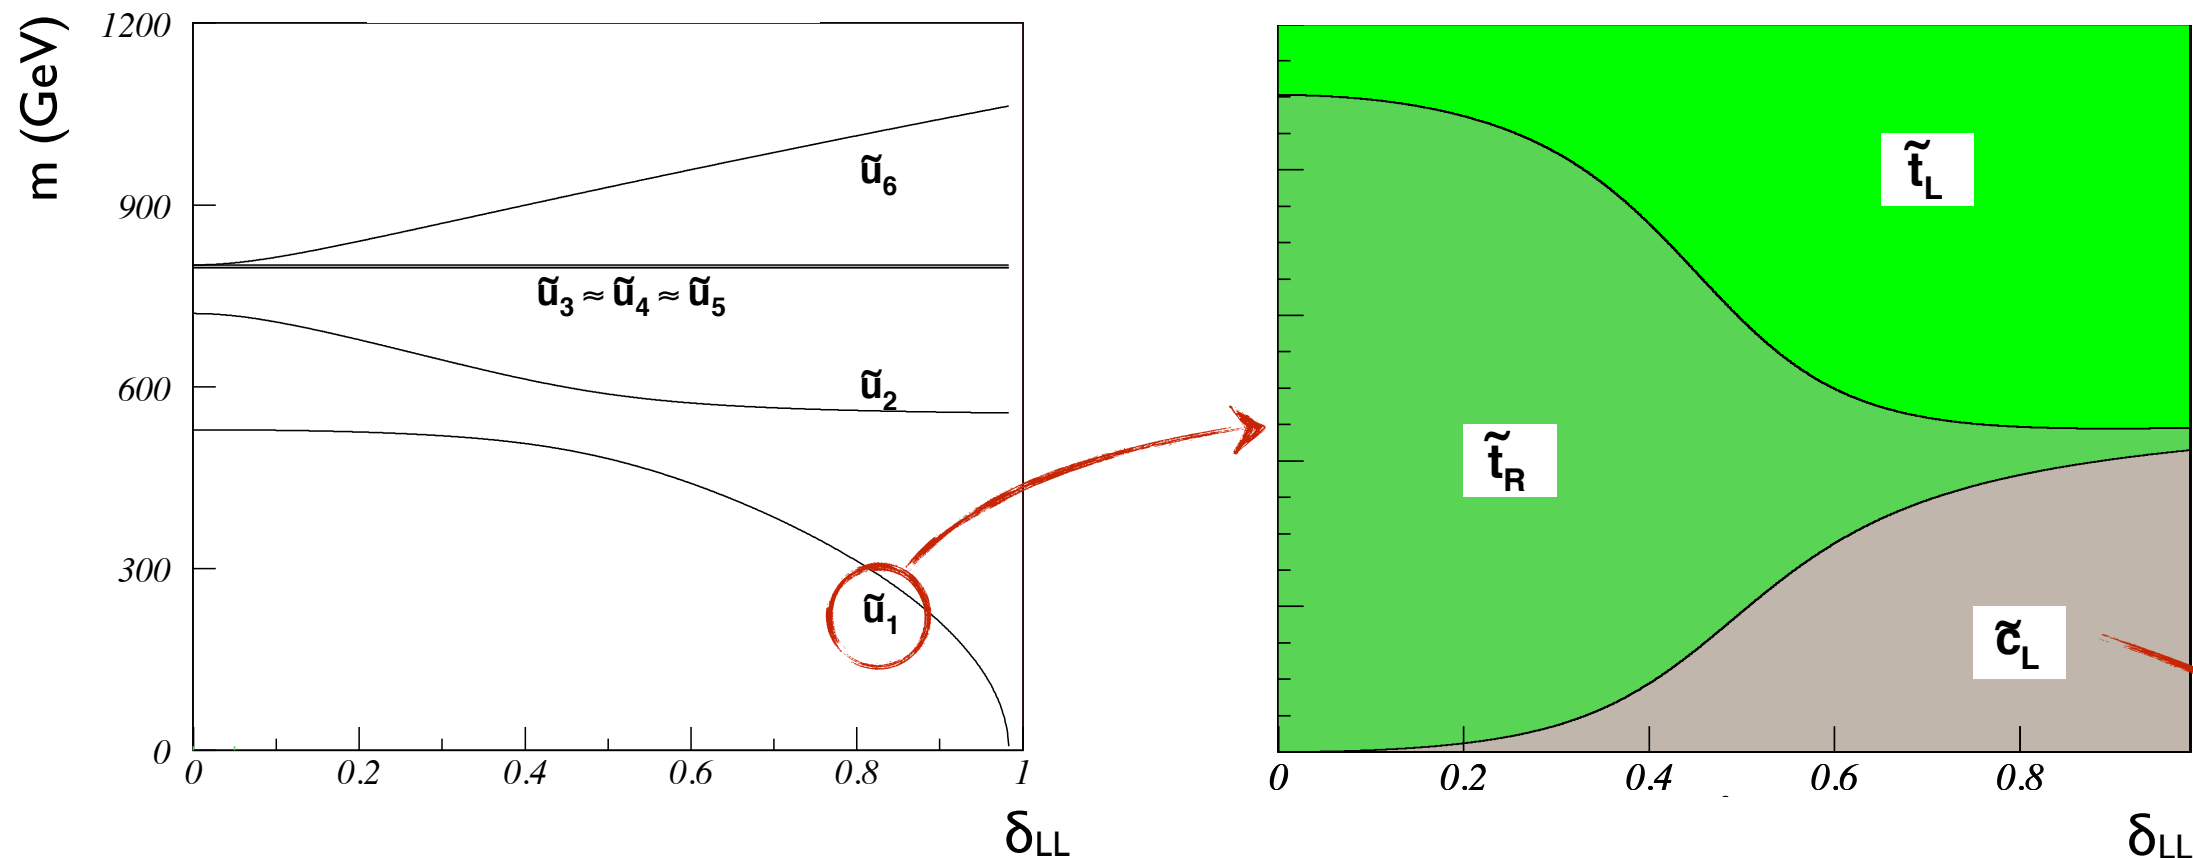 m (GeV)
1200
900
600
300
0
0 0.2 0.4 0.6 0.8 1
δLL
ũ6
ũ3 ≈ ũ4 ≈ ũ5
ũ2
ũ1
t̃L
t̃R
c̃L
0 0.2 0.4 0.6 0.8
δLL